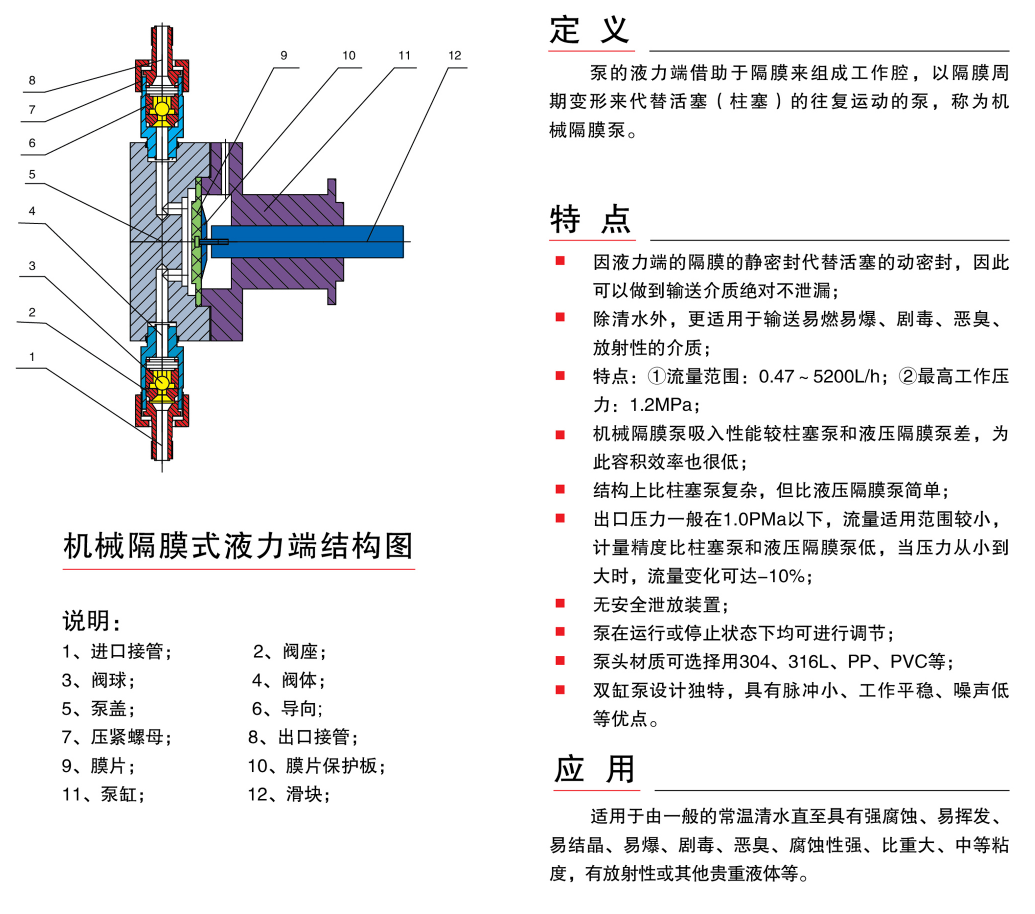 8
7
6
5
4
3
2
1
9
10
11
12
机械隔膜式液力端结构图
说明：
1、进口接管； 2、阀座；
3、阀球； 4、阀体；
5、泵盖； 6、导向;
7、压紧螺母； 8、出口接管；
9、膜片； 10、膜片保护板；
11、泵缸； 12、滑块；
定 义
泵的液力端借助于隔膜来组成工作腔，以隔膜周
期变形来代替活塞（柱塞）的往复运动的泵，称为机
械隔膜泵。
特 点
因液力端的隔膜的静密封代替活塞的动密封，因此
可以做到输送介质绝对不泄漏；
除清水外，更适用于输送易燃易爆、剧毒、恶臭、
放射性的介质；
特点：①流量范围：0.47～5200L/h；②最高工作压
力：1.2MPa；
机械隔膜泵吸入性能较柱塞泵和液压隔膜泵差，为
此容积效率也很低；
结构上比柱塞泵复杂，但比液压隔膜泵简单；
出口压力一般在1.0PMa以下，流量适用范围较小，
计量精度比柱塞泵和液压隔膜泵低，当压力从小到
大时，流量变化可达-10%；
无安全泄放装置；
泵在运行或停止状态下均可进行调节；
泵头材质可选择用304、316L、PP、PVC等；
双缸泵设计独特，具有脉冲小、工作平稳、噪声低
等优点。
应 用
适用于由一般的常温清水直至具有强腐蚀、易挥发、
易结晶、易爆、剧毒、恶臭、腐蚀性强、比重大、中等粘
度，有放射性或其他贵重液体等。